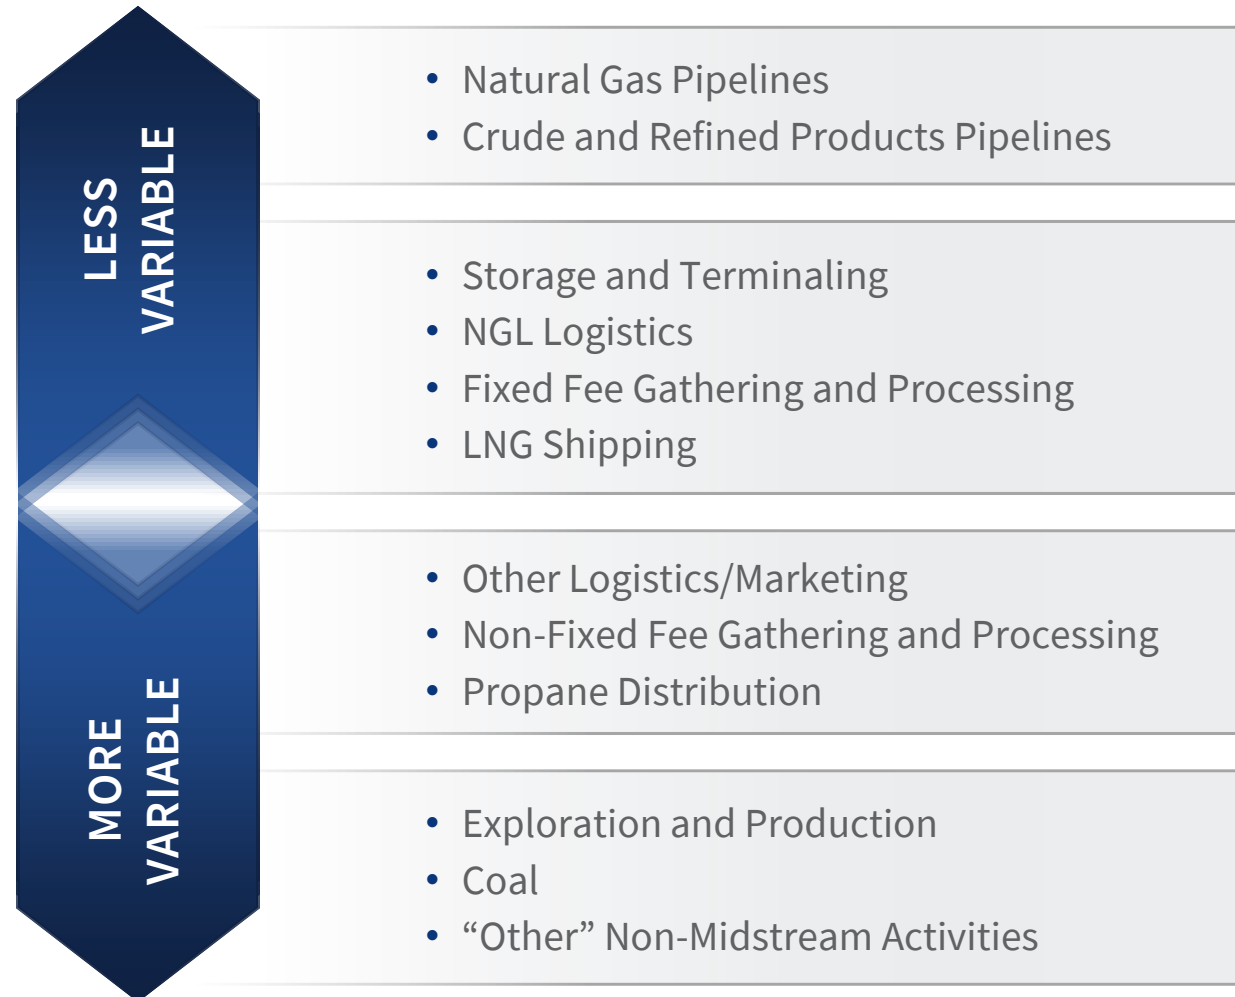 LESS
VARIABLE
• Natural Gas Pipelines
• Crude and Refined Products Pipelines
• Storage and Terminaling
• NGL Logistics
• Fixed Fee Gathering and Processing
• LNG Shipping
MORE
VARIABLE
• Other Logistics/Marketing
• Non-Fixed Fee Gathering and Processing
• Propane Distribution
• Exploration and Production
• Coal
• “Other” Non-Midstream Activities